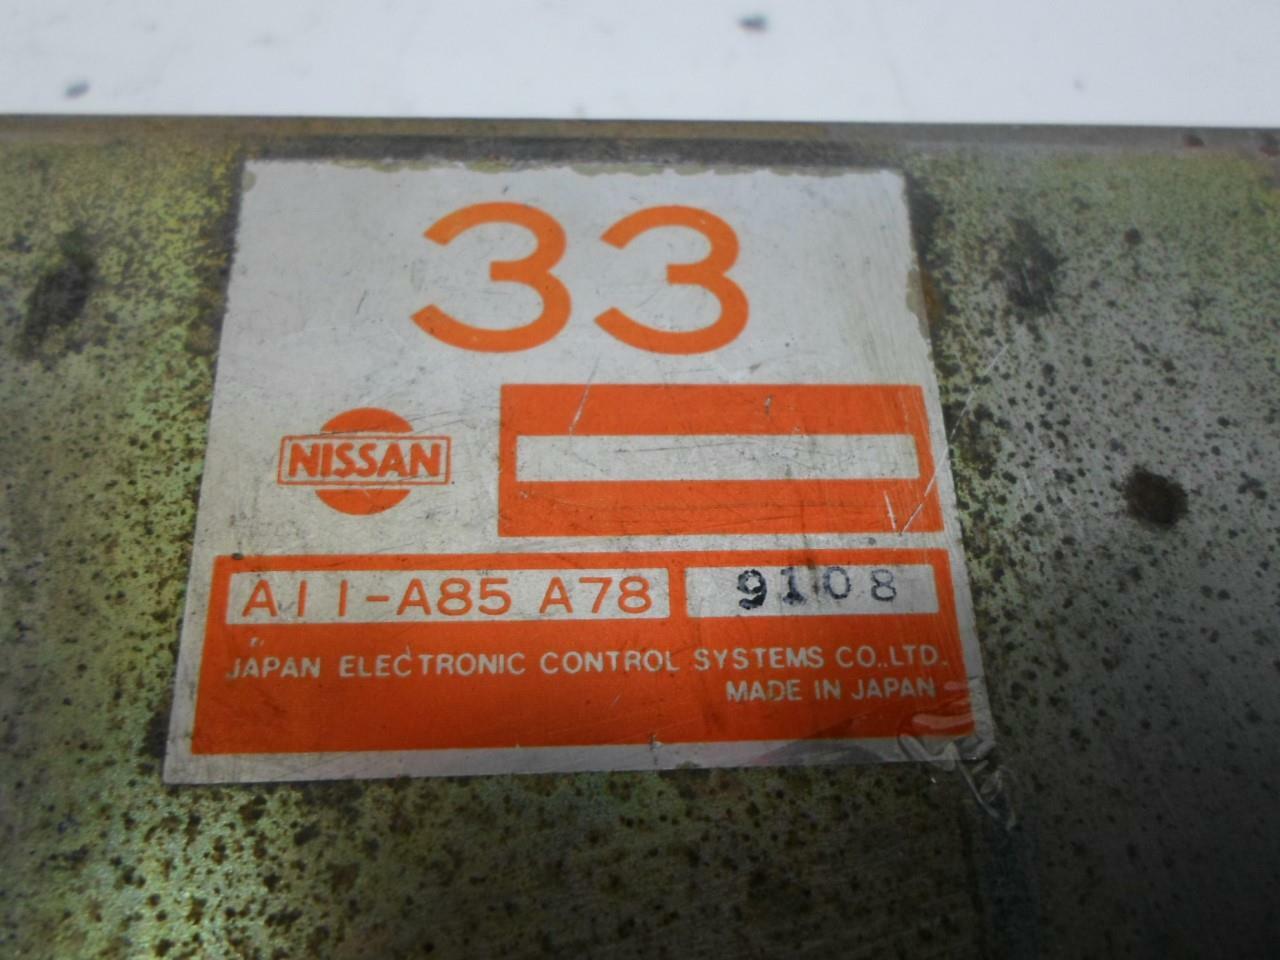 33
NISSAN
A11-A85 A78 9108
JAPAN ELECTRONIC CONTROL SYSTEMS CO.,LTD.
MADE IN JAPAN